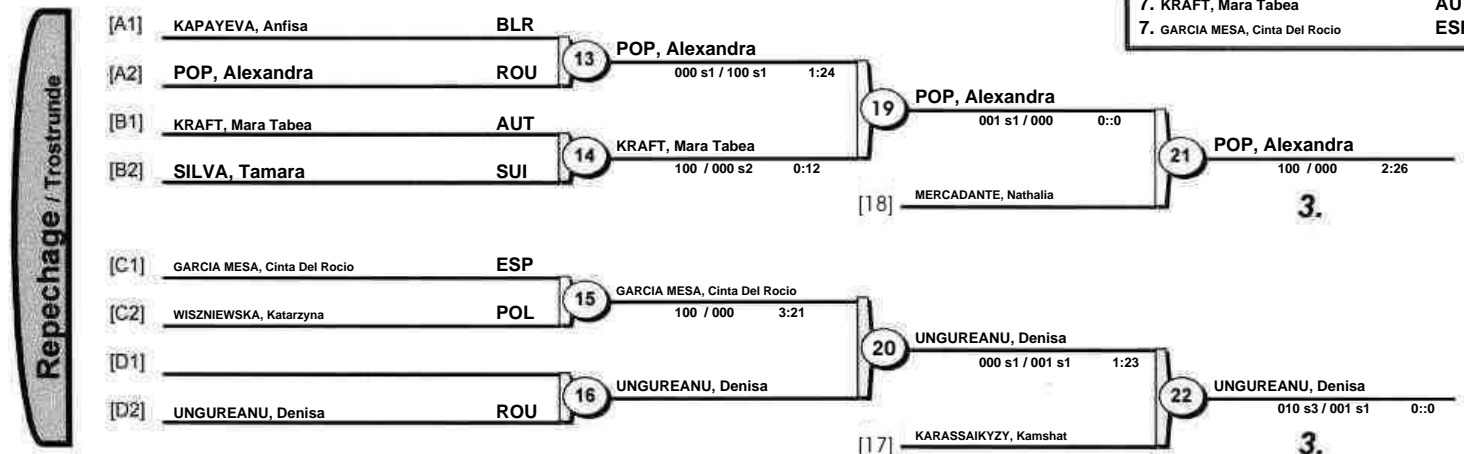 7. KRAFT, Mara Tabea
7. GARCIA MESA, Cinta Del Rocio
Repechage / Trostrunde
[A1] KAPAYEVA, Anfisa BLR
[A2] POP, Alexandra ROU
13
POP, Alexandra
000 s1 / 100 s1 1:24
[B1] KRAFT, Mara Tabea AUT
[B2] SILVA, Tamara SUI
14
KRAFT, Mara Tabea
100 / 000 s2 0:12
19
POP, Alexandra
001 s1 / 000 0::0
[18] MERCADANTE, Nathalia
21
POP, Alexandra
100 / 000 2:26
3.
[C1] GARCIA MESA, Cinta Del Rocio ESP
[C2] WISZNIEWSKA, Katarzyna POL
15
GARCIA MESA, Cinta Del Rocio
100 / 000 3:21
[D1]
[D2] UNGUREANU, Denisa ROU
16
UNGUREANU, Denisa
20
UNGUREANU, Denisa
000 s1 / 001 s1 1:23
[17] KARASSAIKYZY, Kamshat
22
UNGUREANU, Denisa
010 s3 / 001 s1 0::0
3.